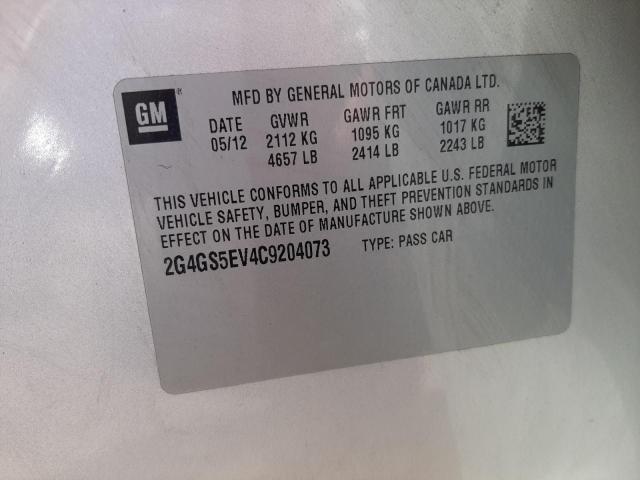 GM ®
MFD BY GENERAL MOTORS OF CANADA LTD.
DATE GVWR GAWR FRT GAWR RR
05/12 2112 KG 1095 KG 1017 KG
4657 LB 2414 LB 2243 LB
THIS VEHICLE CONFORMS TO ALL APPLICABLE U.S. FEDERAL MOTOR
VEHICLE SAFETY, BUMPER, AND THEFT PREVENTION STANDARDS IN
EFFECT ON THE DATE OF MANUFACTURE SHOWN ABOVE.
2G4GS5EV4C9204073 TYPE: PASS CAR